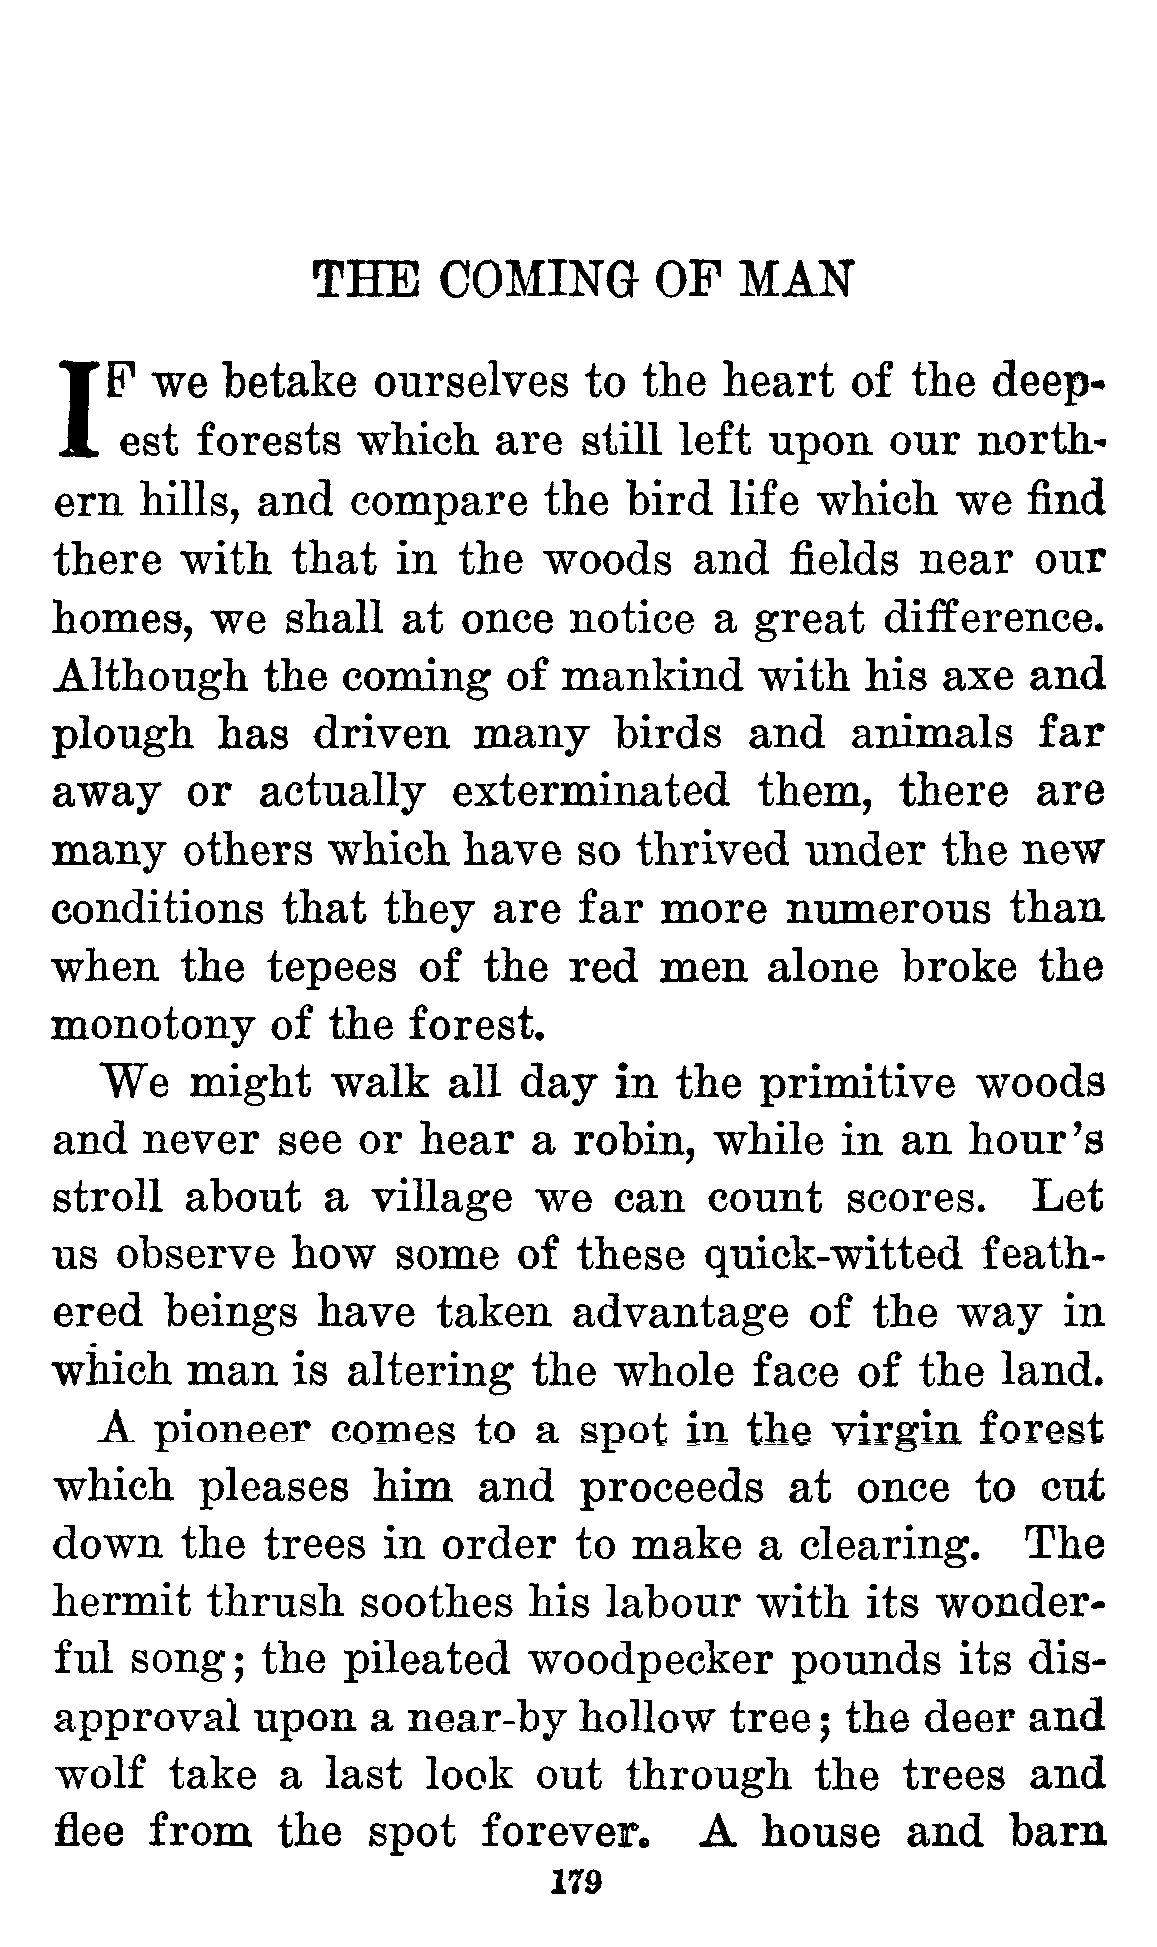 THE COMING OF MAN
IF we betake ourselves to the heart of the deep-
est forests which are still left upon our north-
ern hills, and compare the bird life which we find
there with that in the woods and fields near our
homes, we shall at once notice a great difference.
Although the coming of mankind with his axe and
plough has driven many birds and animals far
away or actually exterminated them, there are
many others which have so thrived under the new
conditions that they are far more numerous than
when the tepees of the red men alone broke the
monotony of the forest.
We might walk all day in the primitive woods
and never see or hear a robin, while in an hour's
stroll about a village we can count scores. Let
us observe how some of these quick-witted feath-
ered beings have taken advantage of the way in
which man is altering the whole face of the land.
A pioneer comes to a spot in the virgin forest
which pleases him and proceeds at once to cut
down the trees in order to make a clearing. The
hermit thrush soothes his labour with its wonder-
ful song; the pileated woodpecker pounds its dis-
approval upon a near-by hollow tree; the deer and
wolf take a last look out through the trees and
flee from the spot forever. A house and barn
179